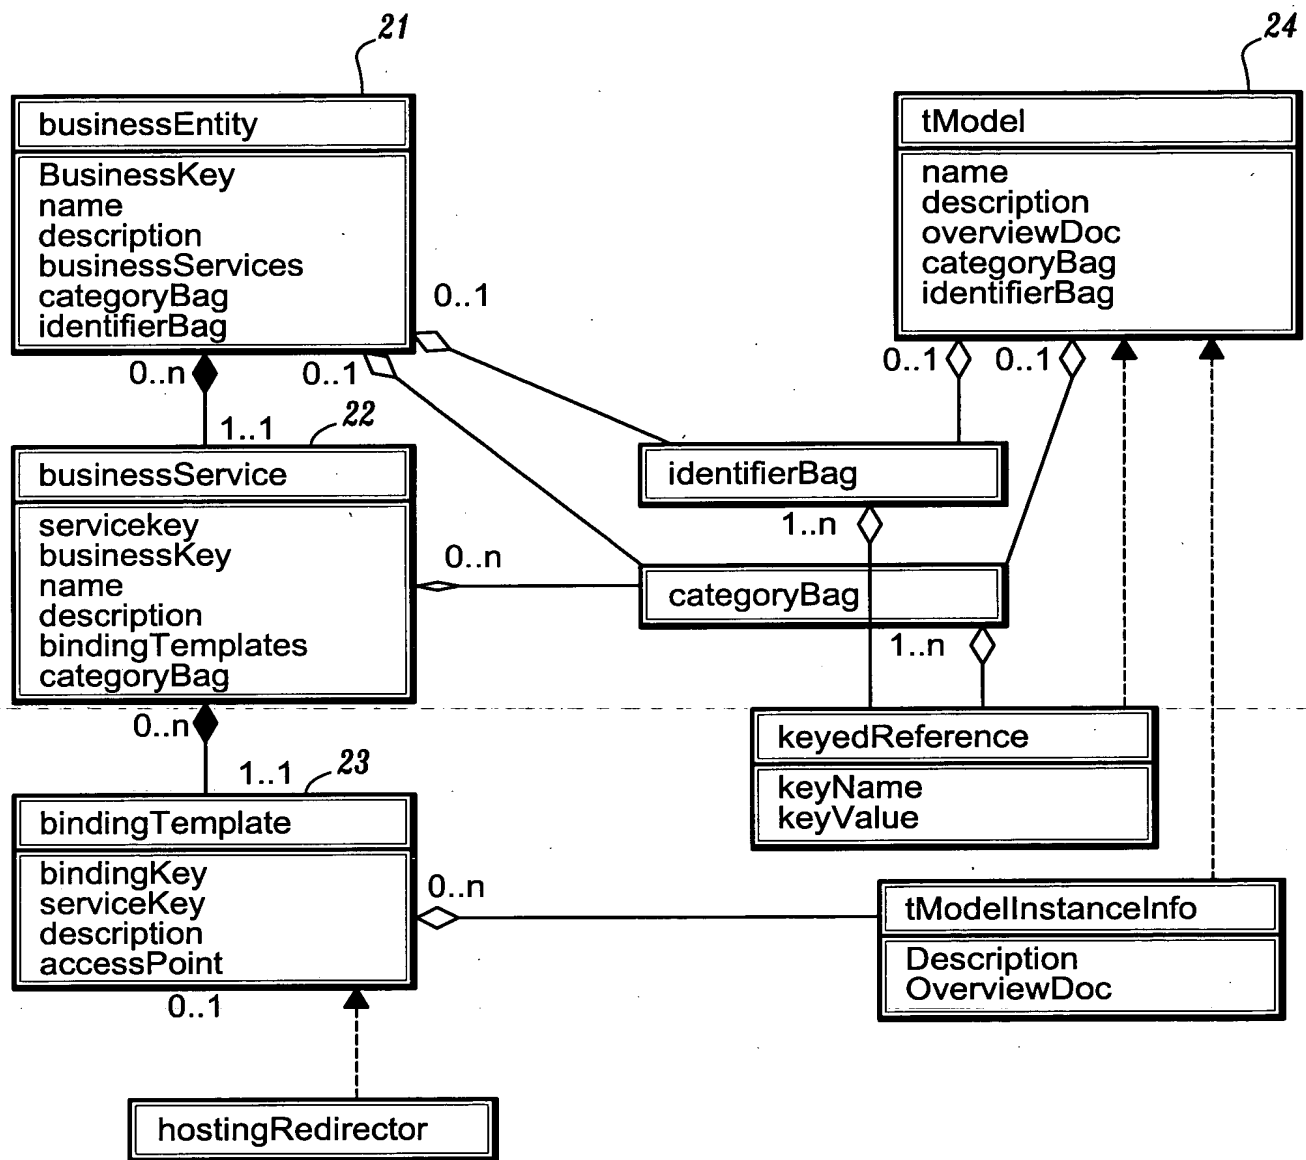 21
businessEntity
BusinessKey
name
description
businessServices
categoryBag
identifierBag
0..1
0..n
0..1
24
tModel
name
description
overviewDoc
categoryBag
identifierBag
0..1
0..1
1..1
22
businessService
servicekey
businessKey
name
description
bindingTemplates
categoryBag
0..n
identifierBag
1..n
categoryBag
1..n
0..n
1..1
23
keyedReference
keyName
keyValue
bindingTemplate
bindingKey
serviceKey
description
accessPoint
0..n
0..1
tModelInstanceInfo
Description
OverviewDoc
hostingRedirector